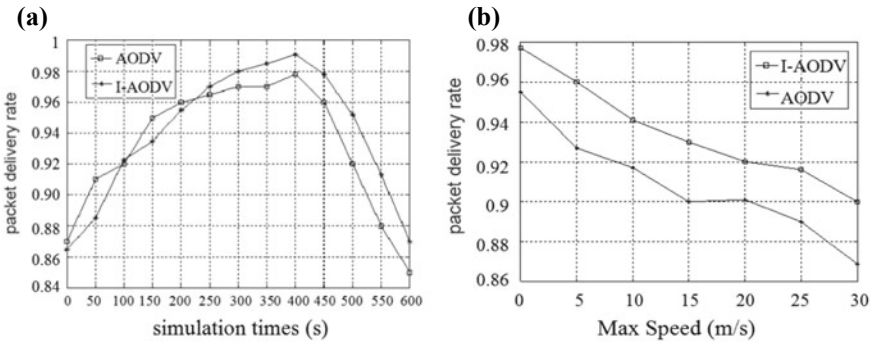 (a)
packet delivery rate
1
0.98
0.96
0.94
0.92
0.90
0.88
0.86
0.84
AODV
I-AODV
0 50 100 150 200 250 300 350 400 450 500 550 600
simulation times (s)
(b)
packet delivery rate
0.98
0.96
0.94
0.92
0.9
0.88
0.86
I-AODV
AODV
0 5 10 15 20 25 30
Max Speed (m/s)